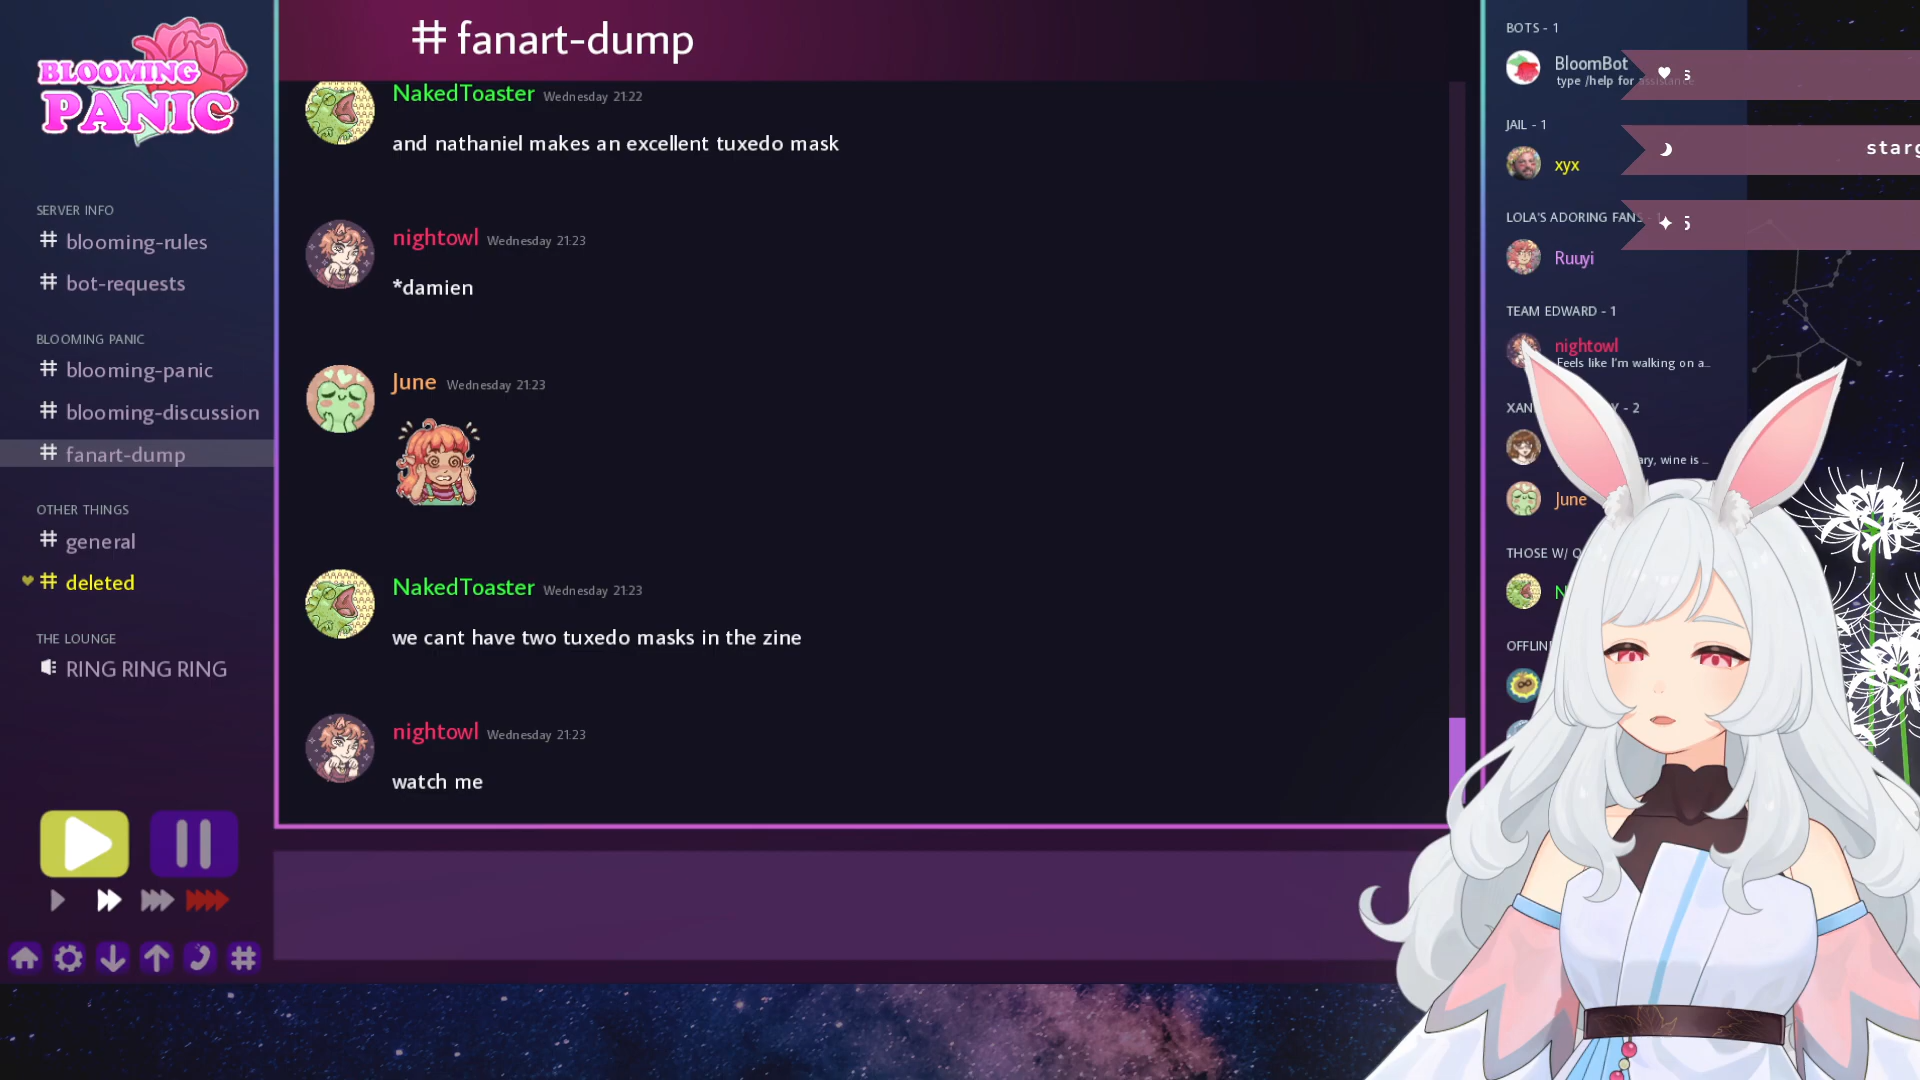 BLOOMING
PANIC
SERVER INFO
# blooming-rules
# bot-requests
BLOOMING PANIC
# blooming-panic
# blooming-discussion
# fanart-dump
OTHER THINGS
# general
# deleted
THE LOUNGE
RING RING RING
# fanart-dump
NakedToaster Wednesday 21:22
and nathaniel makes an excellent tuxedo mask
nightowl Wednesday 21:23
*damien
June Wednesday 21:23
NakedToaster Wednesday 21:23
we cant have two tuxedo masks in the zine
nightowl Wednesday 21:23
watch me
BOTS - 1
BloomBot
type /help for assistance
JAIL - 1
xyx
LOLA'S ADORING FANS - 1
Ruuyi
TEAM EDWARD - 1
nightowl
Feels like I'm walking on a...
- 2
wine is ...
June
THOSE W/